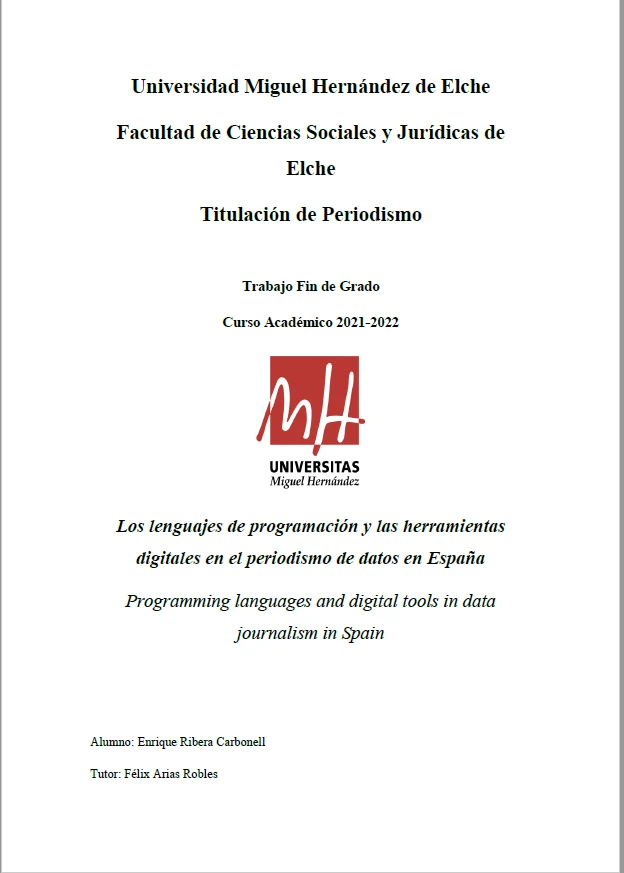 Universidad Miguel Hernández de Elche
Facultad de Ciencias Sociales y Jurídicas de
Elche
Titulación de Periodismo
Trabajo Fin de Grado
Curso Académico 2021-2022
mH
UNIVERSITAS
Miguel Hernández
Los lenguajes de programación y las herramientas
digitales en el periodismo de datos en España
Programming languages and digital tools in data
journalism in Spain
Alumno: Enrique Ribera Carbonell
Tutor: Félix Arias Robles